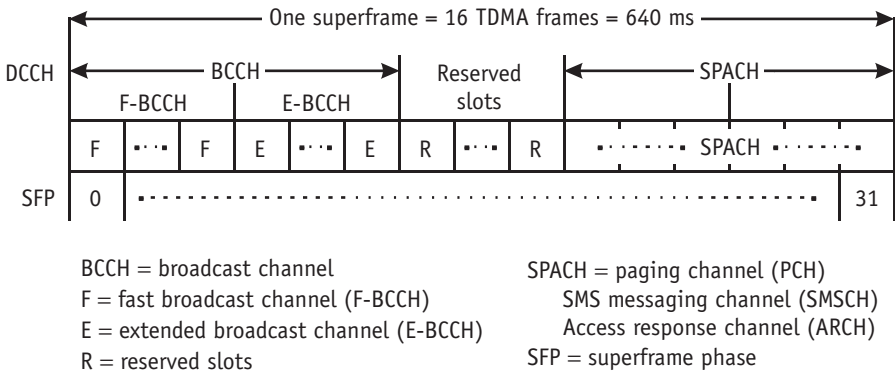 One superframe = 16 TDMA frames = 640 ms
DCCH BCCH Reserved slots SPACH
F-BCCH E-BCCH
F F E E R R SPACH
SFP 0 31
BCCH = broadcast channel
F = fast broadcast channel (F-BCCH)
E = extended broadcast channel (E-BCCH)
R = reserved slots
SPACH = paging channel (PCH)
SMS messaging channel (SMSCH)
Access response channel (ARCH)
SFP = superframe phase